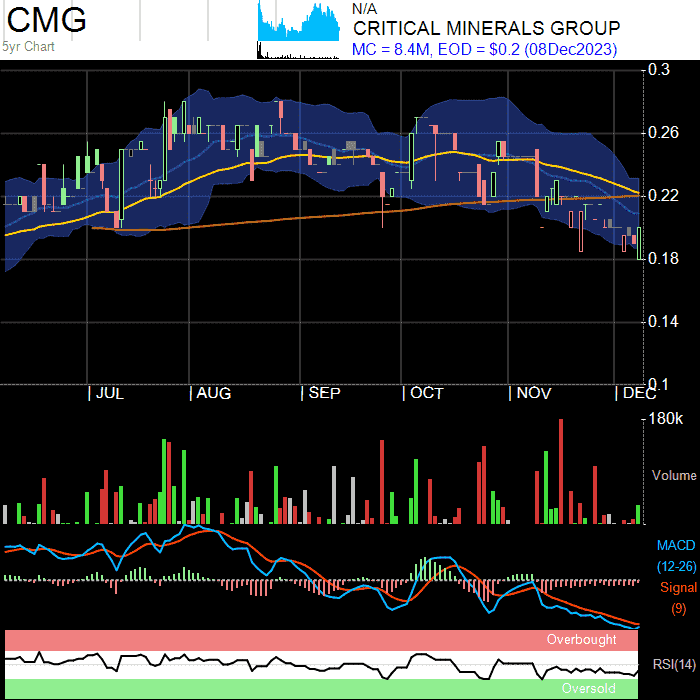 CMG
5yr Chart
N/A
CRITICAL MINERALS GROUP
MC = 8.4M, EOD = $0.2 (08Dec2023)
0.3
0.26
0.22
0.18
0.14
0.1
JUL AUG SEP OCT NOV DEC
180k
Volume
MACD
(12-26)
Signal
(9)
Overbought
RSI(14)
Oversold